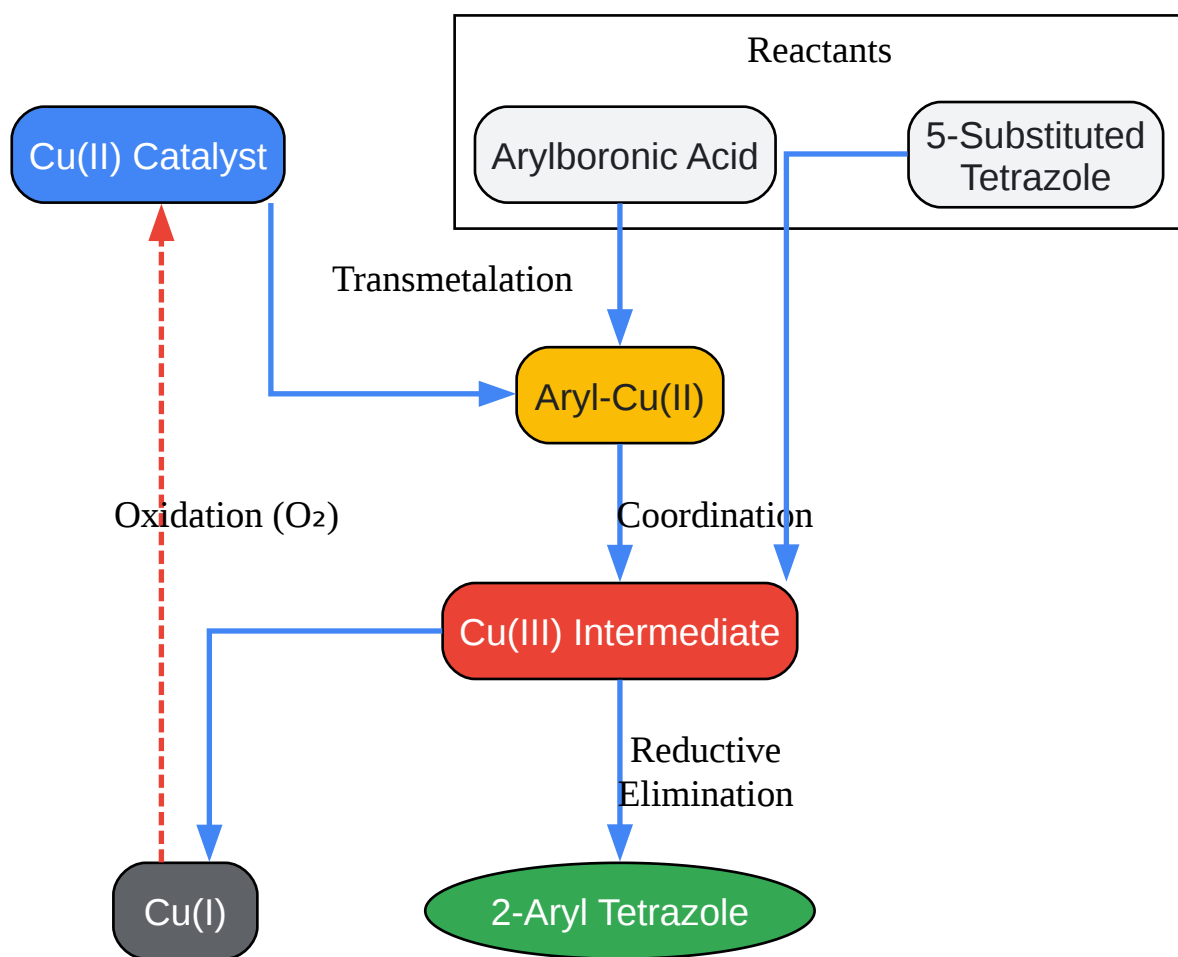 Reactants
Cu(II) Catalyst
Arylboronic Acid
5-Substituted
Tetrazole
Transmetalation
Aryl-Cu(II)
Oxidation (O₂)
Coordination
Cu(III) Intermediate
Reductive
Elimination
Cu(I)
2-Aryl Tetrazole